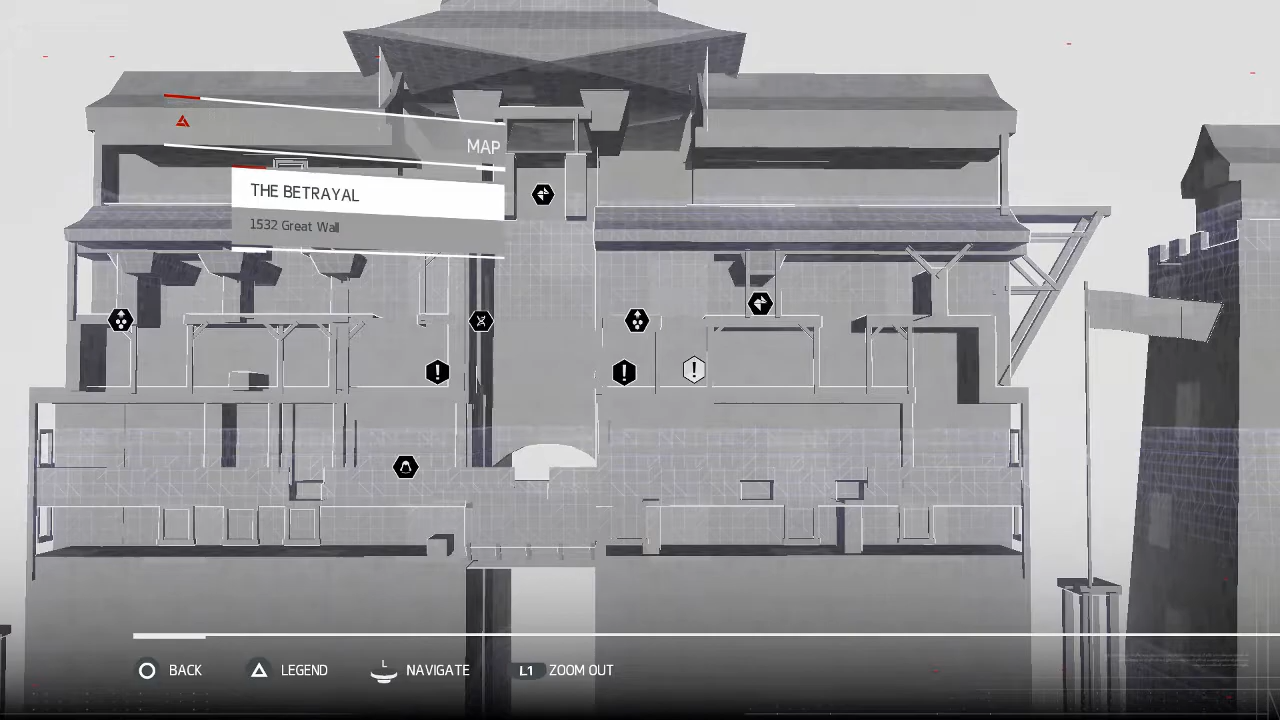 MAP
THE BETRAYAL
1532 Great Wall
BACK
LEGEND
L
NAVIGATE
L1 ZOOM OUT